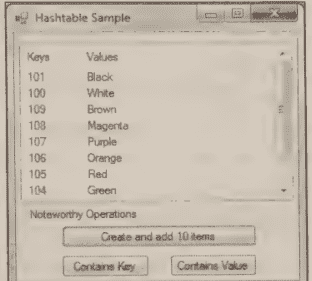 Hashtable Sample
Keys Values
101 Black
100 White
109 Brown
108 Magenta
107 Purple
106 Orange
105 Red
104 Green
Noteworthy Operations
Create and add 10 items
Contains Key Contains Value